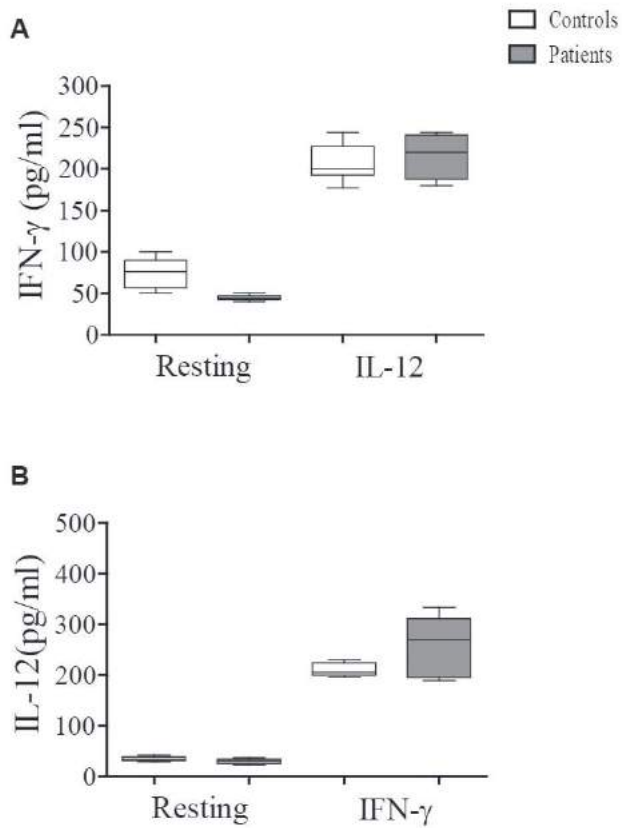 A
Controls
Patients
IFN-γ (pg/ml)
300
250
200
150
100
50
0
Resting IL-12
B
IL-12(pg/ml)
500
400
300
200
100
0
Resting IFN-γ